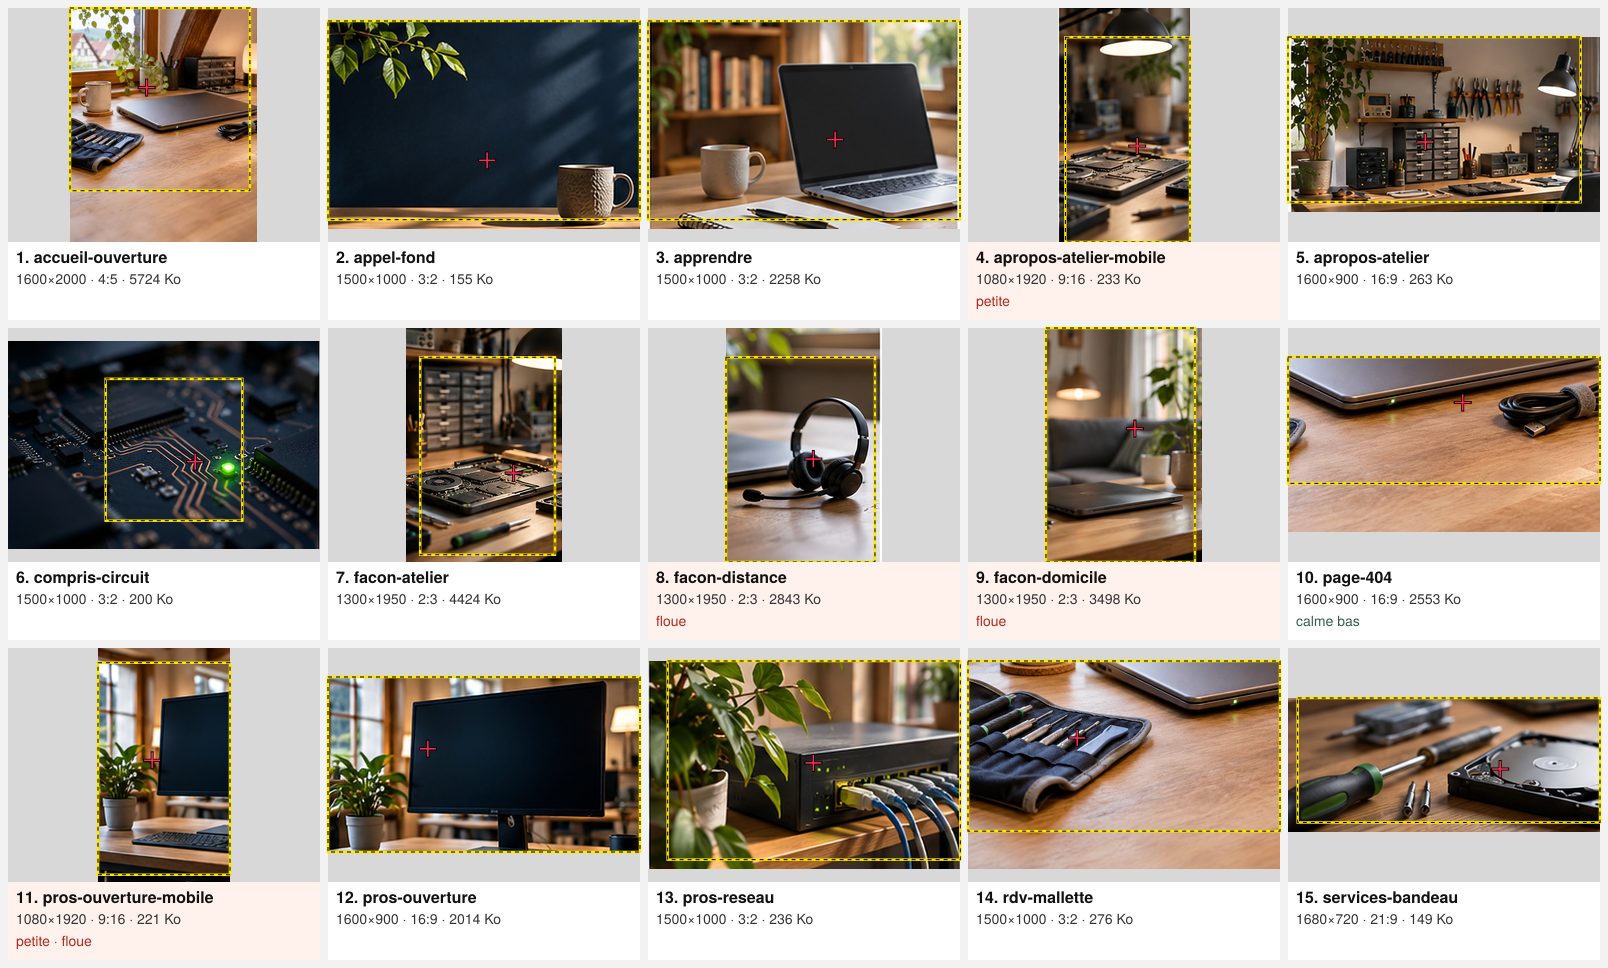 1. accueil-ouverture
1600×2000 · 4:5 · 5724 Ko
2. appel-fond
1500×1000 · 3:2 · 155 Ko
3. apprendre
1500×1000 · 3:2 · 2258 Ko
4. apropos-atelier-mobile
1080×1920 · 9:16 · 233 Ko
petite
5. apropos-atelier
1600×900 · 16:9 · 263 Ko
6. compris-circuit
1500×1000 · 3:2 · 200 Ko
7. facon-atelier
1300×1950 · 2:3 · 4424 Ko
8. facon-distance
1300×1950 · 2:3 · 2843 Ko
floue
9. facon-domicile
1300×1950 · 2:3 · 3498 Ko
floue
10. page-404
1600×900 · 16:9 · 2553 Ko
calme bas
11. pros-ouverture-mobile
1080×1920 · 9:16 · 221 Ko
petite · floue
12. pros-ouverture
1600×900 · 16:9 · 2014 Ko
13. pros-reseau
1500×1000 · 3:2 · 236 Ko
14. rdv-mallette
1500×1000 · 3:2 · 276 Ko
15. services-bandeau
1680×720 · 21:9 · 149 Ko